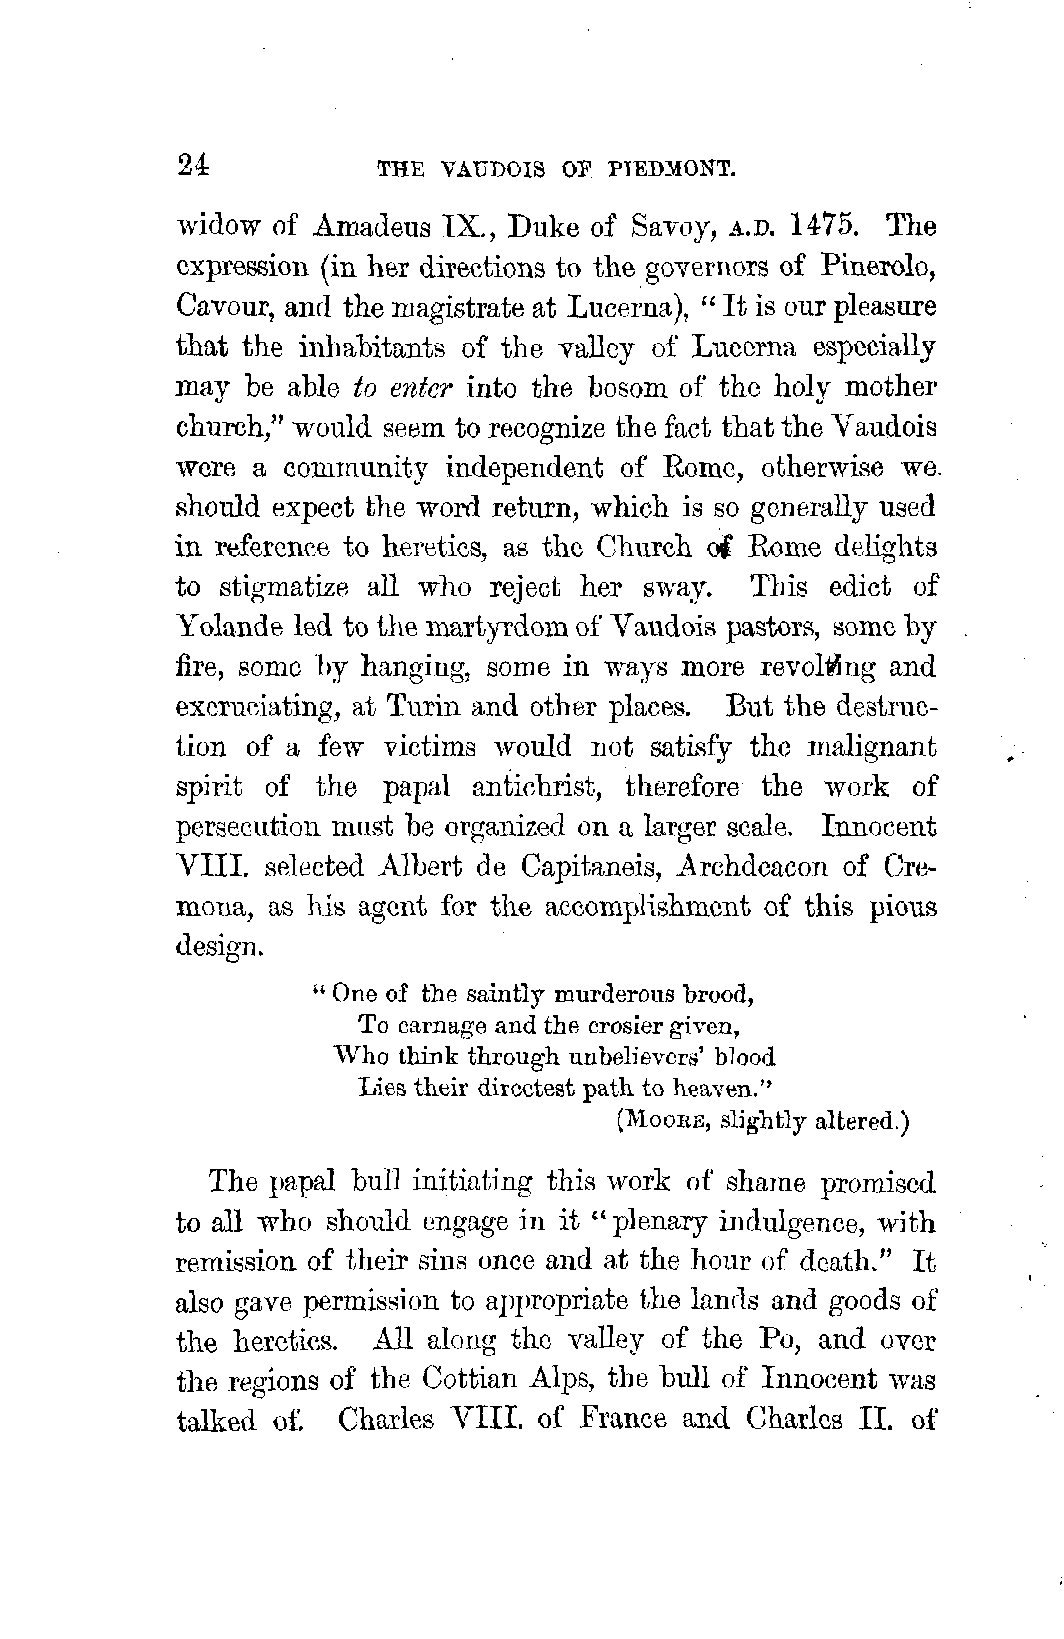 24 THE VAUDOIS OF PIEDMONT.
widow of Amadeus IX., Duke of Savoy, A.D. 1475. The
expression (in her directions to the governors of Pinerolo,
Cavour, and the magistrate at Lucerna), “It is our pleasure
that the inhabitants of the valley of Lucerna especially
may be able to enter into the bosom of the holy mother
church,” would seem to recognize the fact that the Vaudois
were a community independent of Rome, otherwise we
should expect the word return, which is so generally used
in reference to heretics, as the Church of Rome delights
to stigmatize all who reject her sway. This edict of
Yolande led to the martyrdom of Vaudois pastors, some by
fire, some by hanging, some in ways more revolting and
excruciating, at Turin and other places. But the destruc-
tion of a few victims would not satisfy the malignant
spirit of the papal antichrist, therefore the work of
persecution must be organized on a larger scale. Innocent
VIII. selected Albert de Capitaneis, Archdeacon of Cre-
mona, as his agent for the accomplishment of this pious
design.
“One of the saintly murderous brood,
To carnage and the crosier given,
Who think through unbelievers’ blood
Lies their directest path to heaven.”
(MOORE, slightly altered.)
The papal bull initiating this work of shame promised
to all who should engage in it “plenary indulgence, with
remission of their sins once and at the hour of death.” It
also gave permission to appropriate the lands and goods of
the heretics. All along the valley of the Po, and over
the regions of the Cottian Alps, the bull of Innocent was
talked of. Charles VIII. of France and Charles II. of